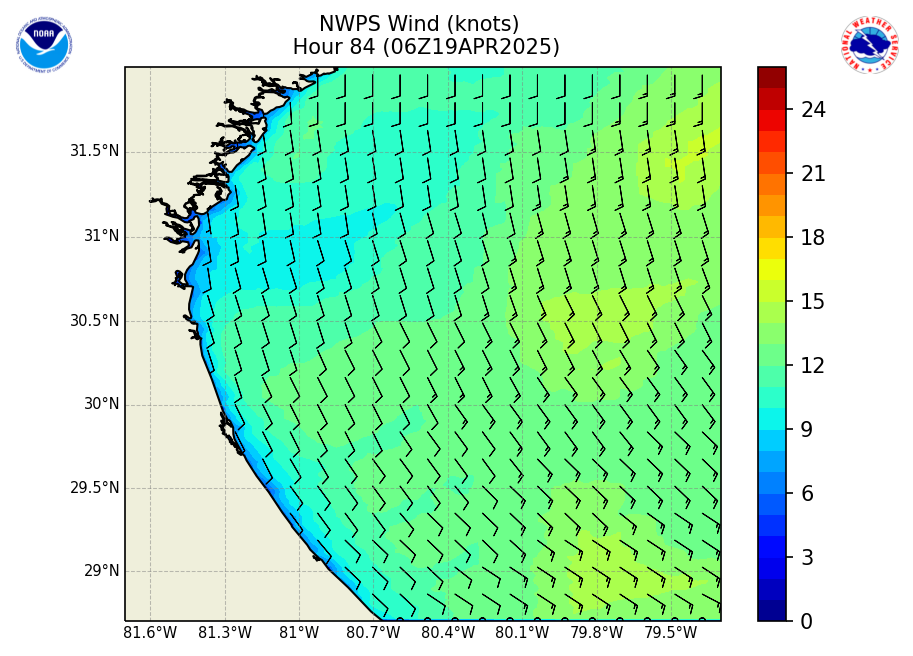 NWPS Wind (knots)
Hour 84 (06Z19APR2025)
NOAA
NATIONAL WEATHER SERVICE
31.5°N
31°N
30.5°N
30°N
29.5°N
29°N
81.6°W 81.3°W 81°W 80.7°W 80.4°W 80.1°W 79.8°W 79.5°W
24
21
18
15
12
9
6
3
0